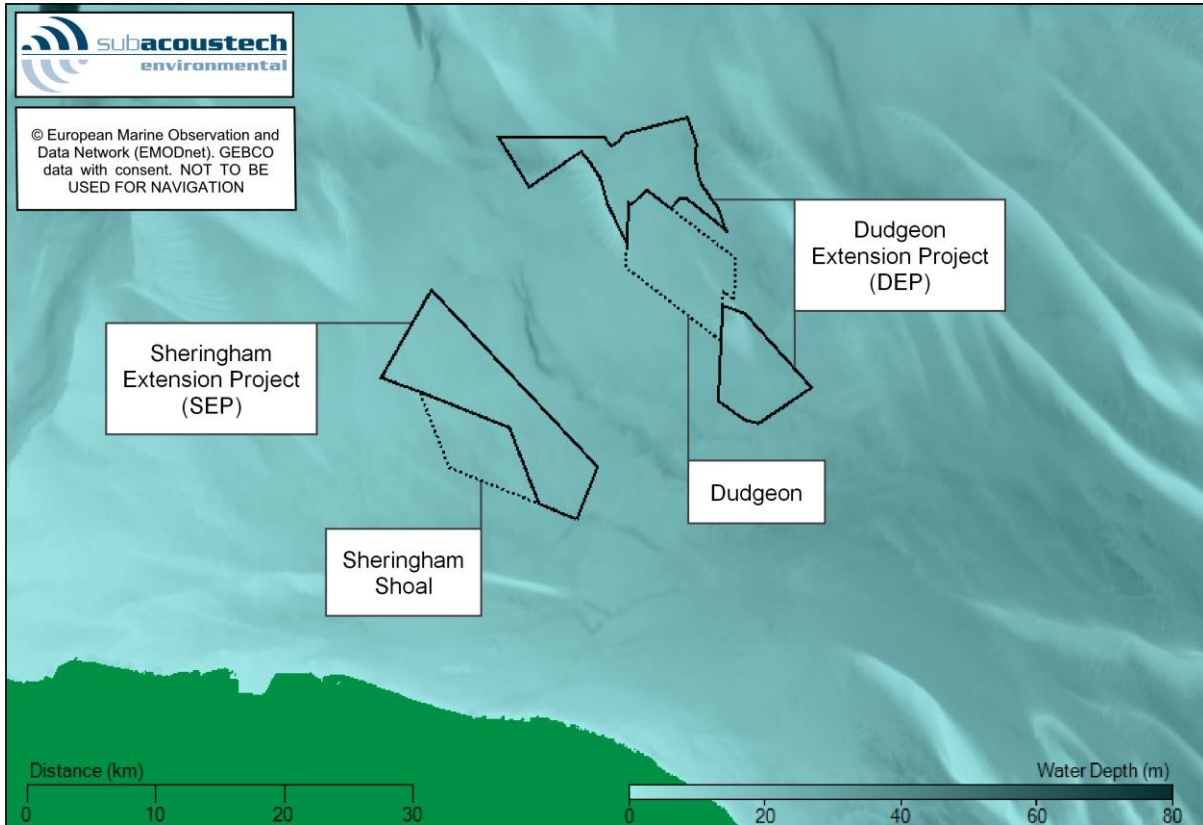 subacoustech
environmental
© European Marine Observation and
Data Network (EMODnet). GEBCO
data with consent. NOT TO BE
USED FOR NAVIGATION
Dudgeon
Extension Project
(DEP)
Sheringham
Extension Project
(SEP)
Dudgeon
Sheringham
Shoal
Distance (km)
0 10 20 30
Water Depth (m)
0 20 40 60 80